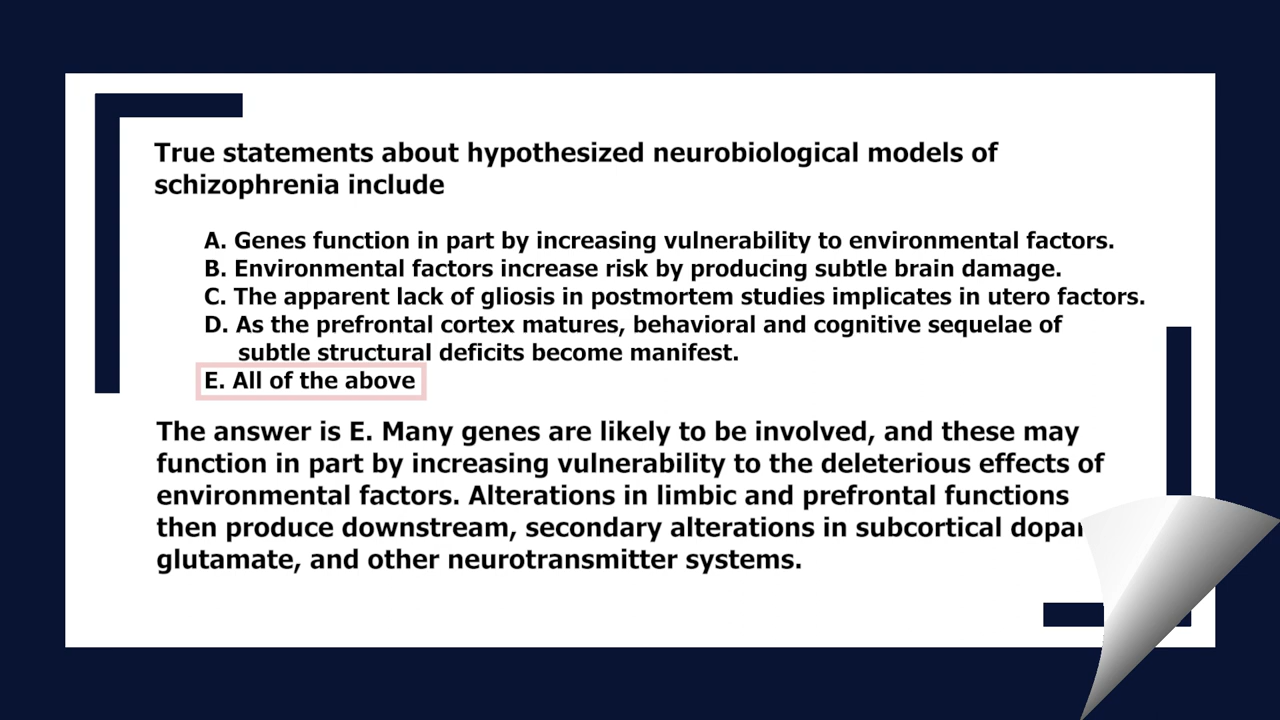 True statements about hypothesized neurobiological models of
schizophrenia include
A. Genes function in part by increasing vulnerability to environmental factors.
B. Environmental factors increase risk by producing subtle brain damage.
C. The apparent lack of gliosis in postmortem studies implicates in utero factors.
D. As the prefrontal cortex matures, behavioral and cognitive sequelae of
subtle structural deficits become manifest.
E. All of the above
The answer is E. Many genes are likely to be involved, and these may
function in part by increasing vulnerability to the deleterious effects of
environmental factors. Alterations in limbic and prefrontal functions
then produce downstream, secondary alterations in subcortical
glutamate, and other neurotransmitter systems.